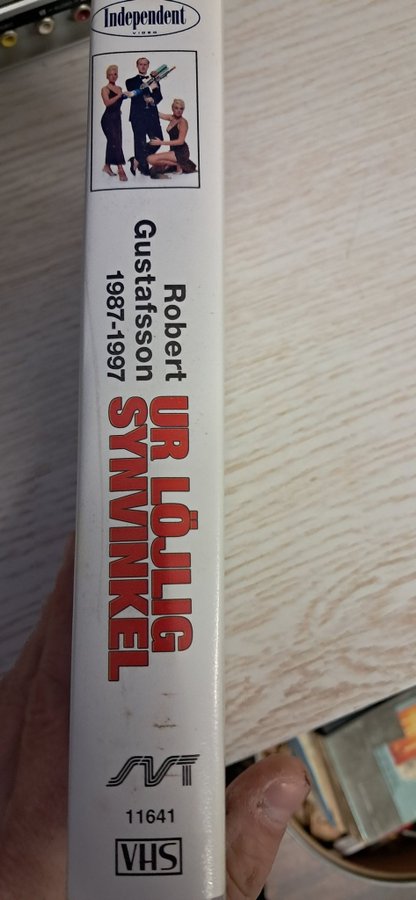 Independent
VIDEO
Robert
Gustafsson
1987-1997
UR LÖJLIG
SYNVINKEL
SVT
11641
VHS